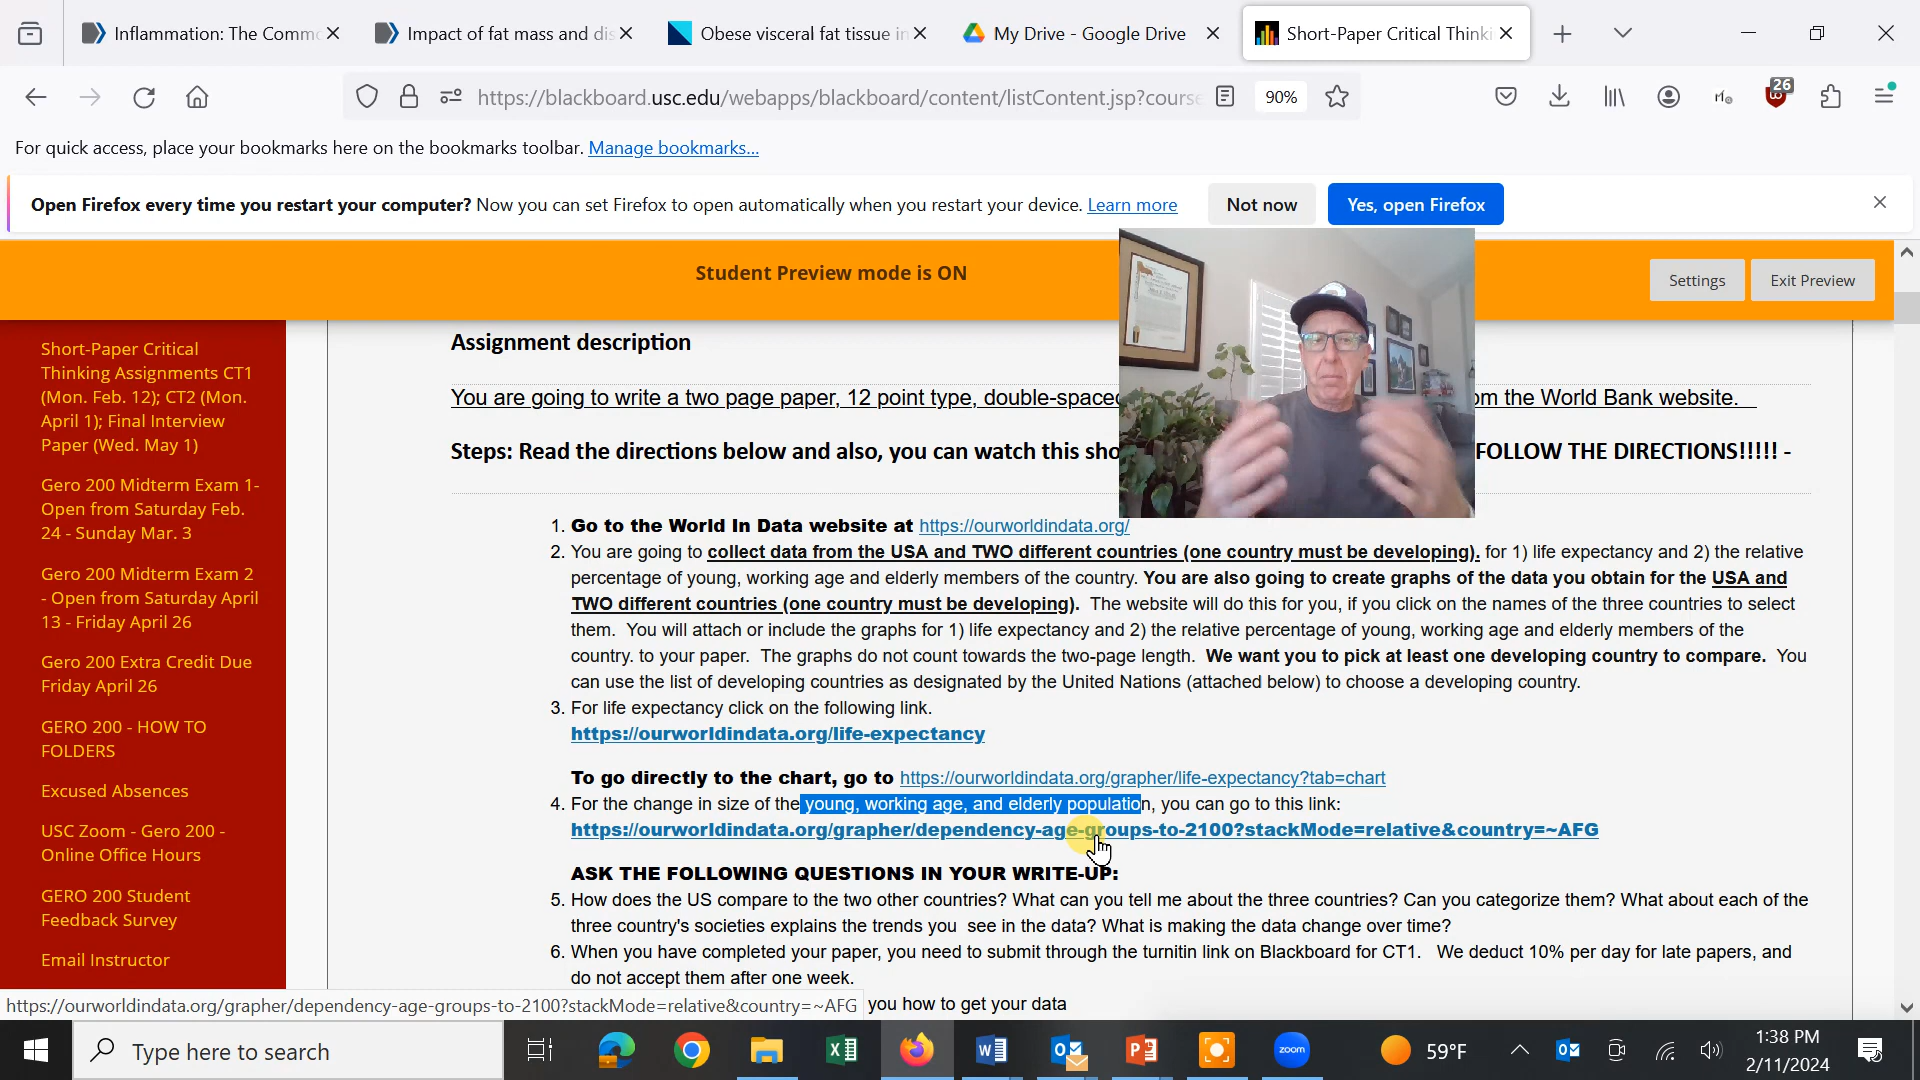 Inflammation: The Commo
Impact of fat mass and dis
Obese visceral fat tissue in
My Drive - Google Drive
Short-Paper Critical Thinki
https://blackboard.usc.edu/webapps/blackboard/content/listContent.jsp?course
90%
26
For quick access, place your bookmarks here on the bookmarks toolbar. Manage bookmarks...
Open Firefox every time you restart your computer? Now you can set Firefox to open automatically when you restart your device. Learn more
Not now
Yes, open Firefox
Student Preview mode is ON
Settings
Exit Preview
Short-Paper Critical
Thinking Assignments CT1
(Mon. Feb. 12); CT2 (Mon.
April 1); Final Interview
Paper (Wed. May 1)
Gero 200 Midterm Exam 1-
Open from Saturday Feb.
24 - Sunday Mar. 3
Gero 200 Midterm Exam 2
- Open from Saturday April
13 - Friday April 26
Gero 200 Extra Credit Due
Friday April 26
GERO 200 - HOW TO
FOLDERS
Excused Absences
USC Zoom - Gero 200 -
Online Office Hours
GERO 200 Student
Feedback Survey
Email Instructor
Assignment description
You are going to write a two page paper, 12 point type, double-spaced om the World Bank website.
Steps: Read the directions below and also, you can watch this sho FOLLOW THE DIRECTIONS!!!!! -
1. Go to the World In Data website at https://ourworldindata.org/
2. You are going to collect data from the USA and TWO different countries (one country must be developing). for 1) life expectancy and 2) the relative
percentage of young, working age and elderly members of the country. You are also going to create graphs of the data you obtain for the USA and
TWO different countries (one country must be developing). The website will do this for you, if you click on the names of the three countries to select
them. You will attach or include the graphs for 1) life expectancy and 2) the relative percentage of young, working age and elderly members of the
country. to your paper. The graphs do not count towards the two-page length. We want you to pick at least one developing country to compare. You
can use the list of developing countries as designated by the United Nations (attached below) to choose a developing country.
3. For life expectancy click on the following link.
https://ourworldindata.org/life-expectancy
To go directly to the chart, go to https://ourworldindata.org/grapher/life-expectancy?tab=chart
4. For the change in size of the young, working age, and elderly population, you can go to this link:
https://ourworldindata.org/grapher/dependency-age-groups-to-2100?stackMode=relative&country=~AFG
ASK THE FOLLOWING QUESTIONS IN YOUR WRITE-UP:
5. How does the US compare to the two other countries? What can you tell me about the three countries? Can you categorize them? What about each of the
three country's societies explains the trends you see in the data? What is making the data change over time?
6. When you have completed your paper, you need to submit through the turnitin link on Blackboard for CT1. We deduct 10% per day for late papers, and
do not accept them after one week.
you how to get your data
https://ourworldindata.org/grapher/dependency-age-groups-to-2100?stackMode=relative&country=~AFG
Type here to search
zoom
59°F
1:38 PM
2/11/2024